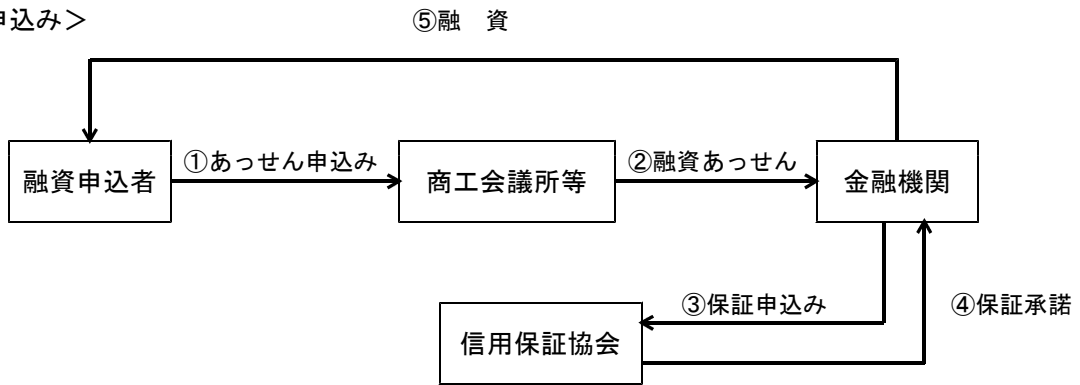 込み＞
⑤融　資
融資申込者
①あっせん申込み
商工会議所等
②融資あっせん
金融機関
③保証申込み
④保証承諾
信用保証協会